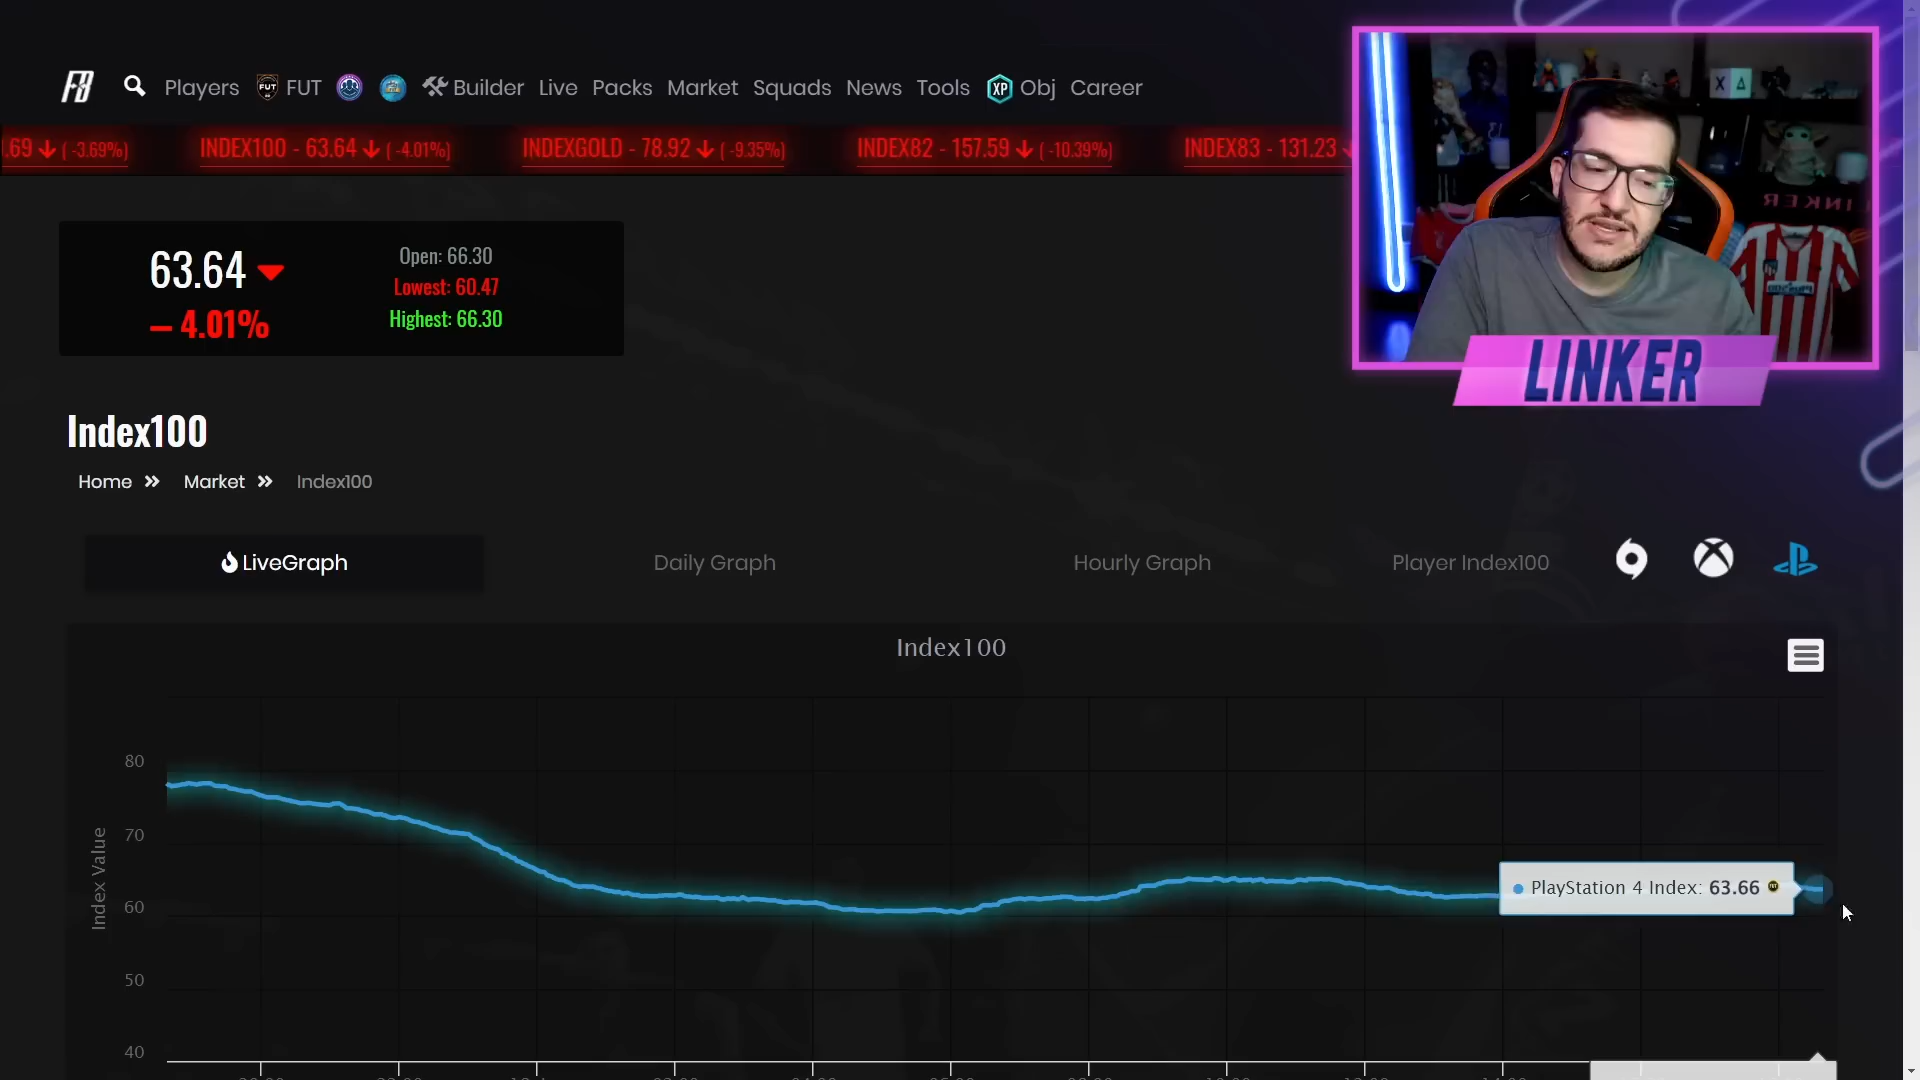 Players FUT Builder Live Packs Market Squads News Tools XP Obj Career
.69 ( -3.69%) INDEX100 - 63.64 ( -4.01%) INDEXGOLD - 78.92 ( -9.35%) INDEX82 - 157.59 ( -10.39%) INDEX83 - 131.23
63.64
– 4.01%
Open: 66.30
Lowest: 60.47
Highest: 66.30
LINKER
Index100
Home » Market » Index100
LiveGraph Daily Graph Hourly Graph Player Index100
Index100
Index Value
80
70
60
50
40
PlayStation 4 Index: 63.66